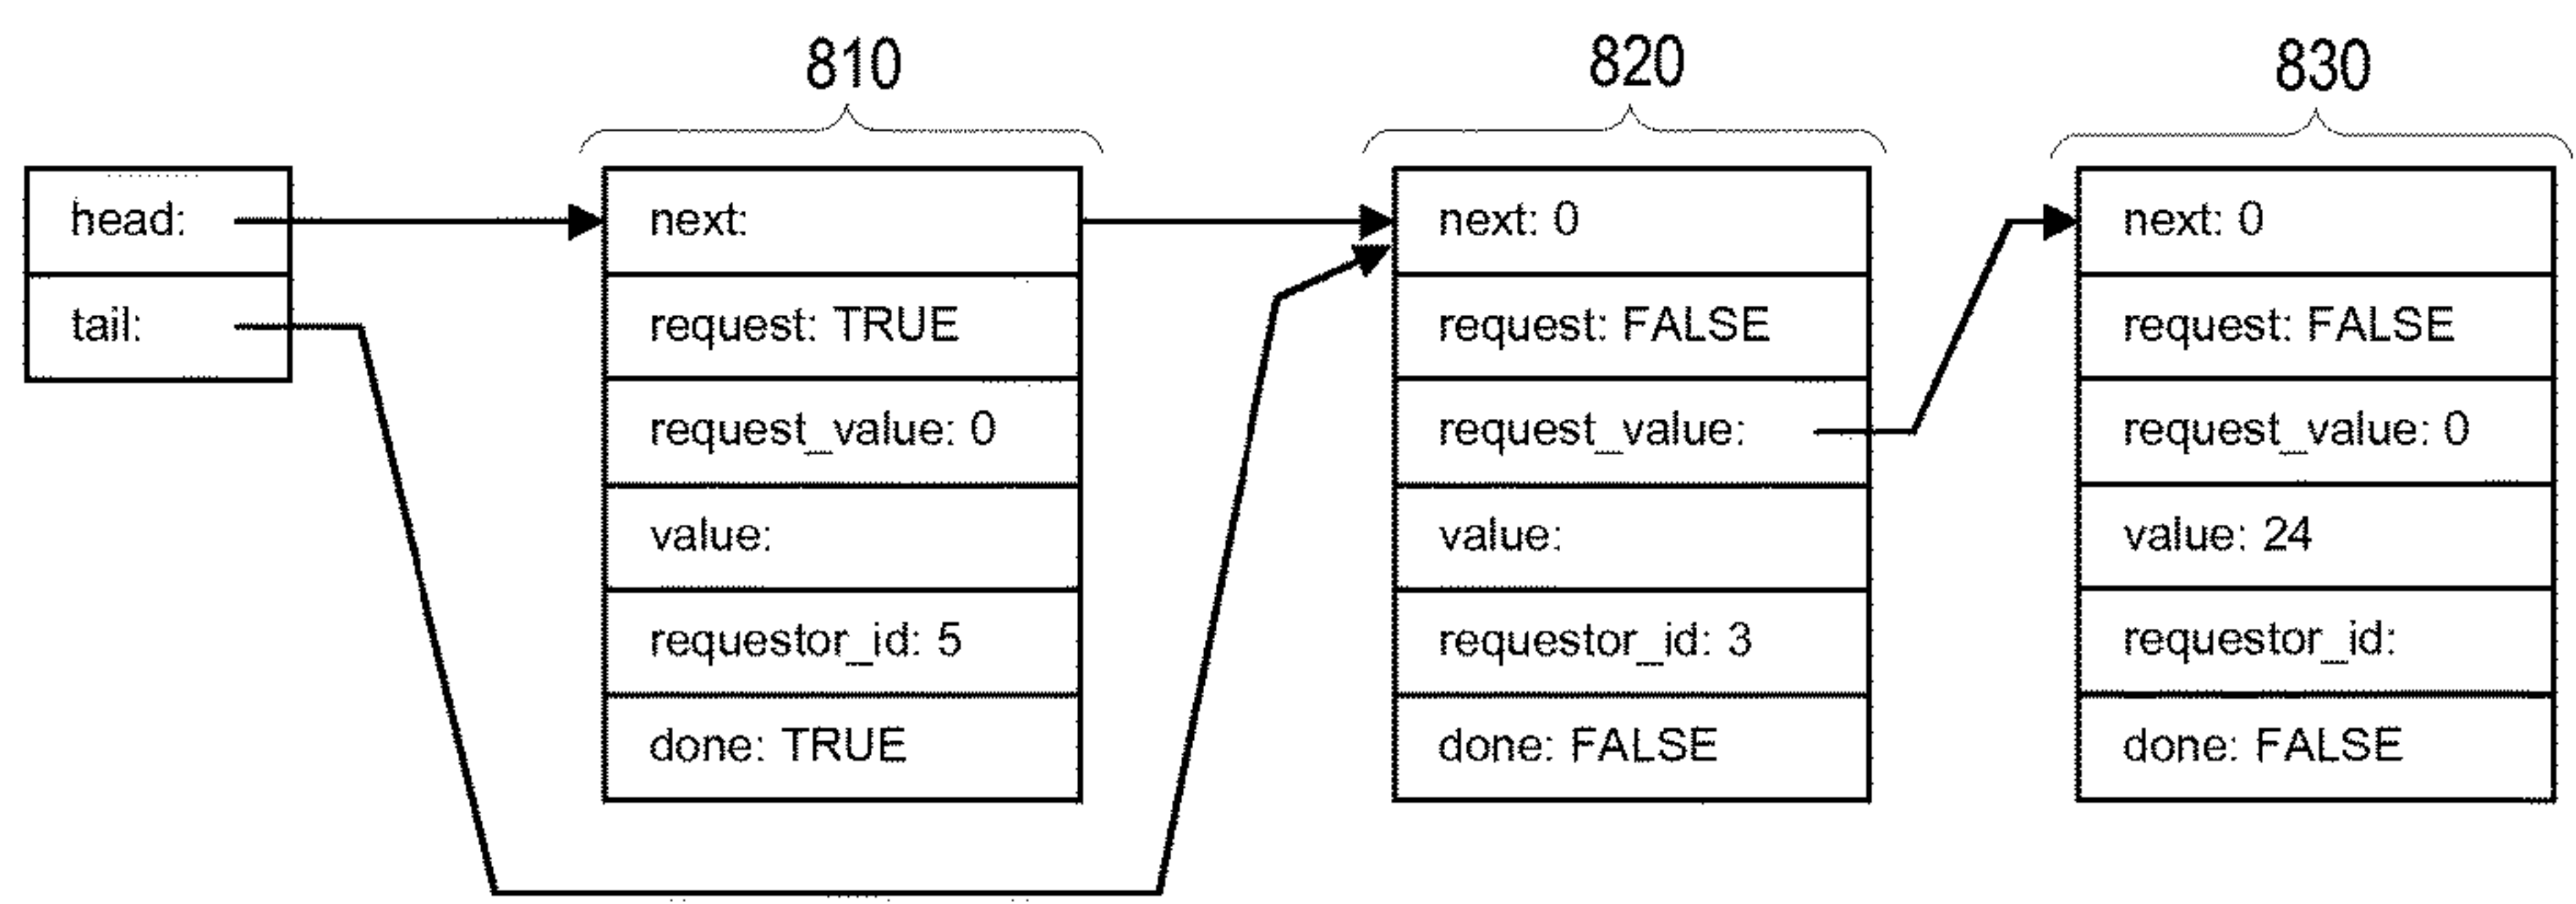 810
820
830
head:
tail:
next:
request: TRUE
request_value: 0
value:
requestor_id: 5
done: TRUE
next: 0
request: FALSE
request_value:
value:
requestor_id: 3
done: FALSE
next: 0
request: FALSE
request_value: 0
value: 24
requestor_id:
done: FALSE